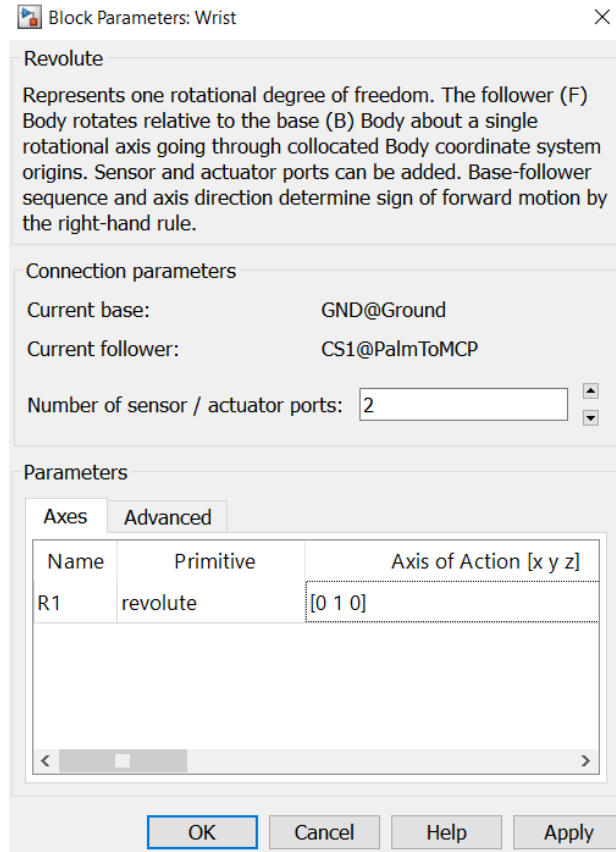 Block Parameters: Wrist
Revolute
Represents one rotational degree of freedom. The follower (F)
Body rotates relative to the base (B) Body about a single
rotational axis going through collocated Body coordinate system
origins. Sensor and actuator ports can be added. Base-follower
sequence and axis direction determine sign of forward motion by
the right-hand rule.
Connection parameters
Current base: GND@Ground
Current follower: CS1@PalmToMCP
Number of sensor / actuator ports: 2
Parameters
Axes Advanced
Name Primitive Axis of Action [x y z]
R1 revolute [0 1 0]
OK Cancel Help Apply